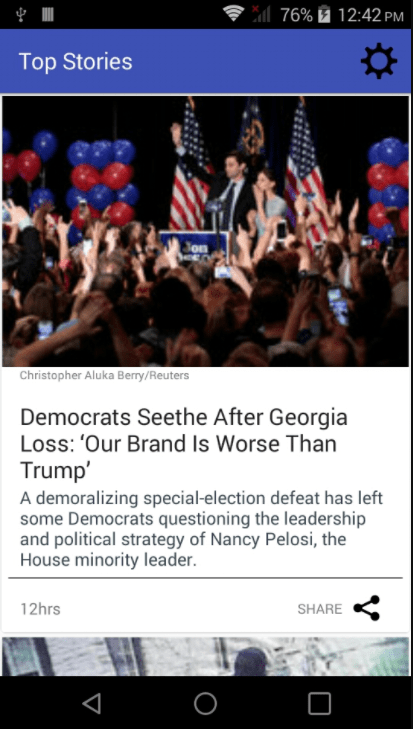 76% 12:42 PM
Top Stories
Jon
Christopher Aluka Berry/Reuters
Democrats Seethe After Georgia
Loss: ‘Our Brand Is Worse Than
Trump’
A demoralizing special-election defeat has left
some Democrats questioning the leadership
and political strategy of Nancy Pelosi, the
House minority leader.
12hrs SHARE